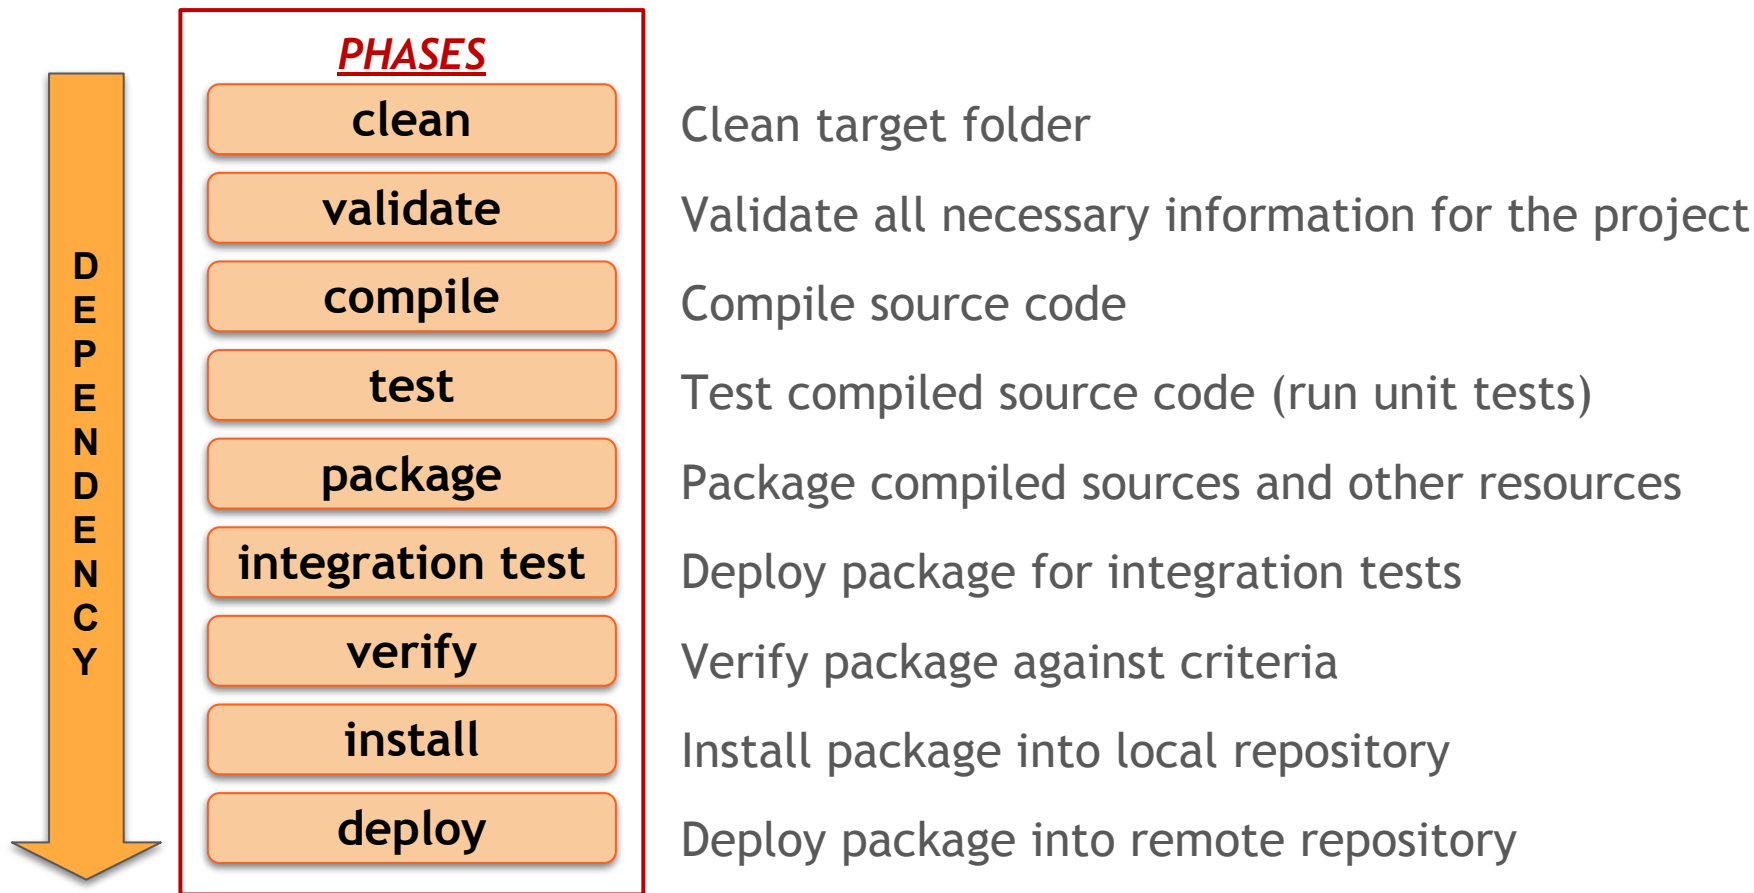 PHASES
DEPENDENCY
clean
Clean target folder
validate
Validate all necessary information for the project
compile
Compile source code
test
Test compiled source code (run unit tests)
package
Package compiled sources and other resources
integration test
Deploy package for integration tests
verify
Verify package against criteria
install
Install package into local repository
deploy
Deploy package into remote repository